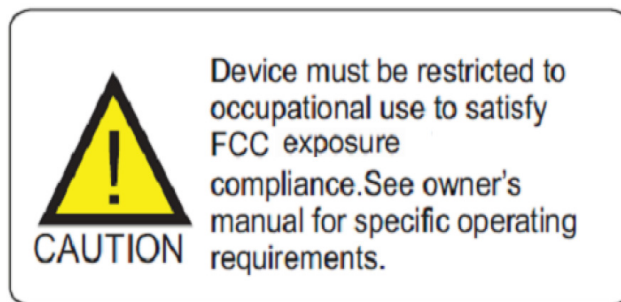 !
CAUTION
Device must be restricted to
occupational use to satisfy
FCC exposure
compliance.See owner's
manual for specific operating
requirements.